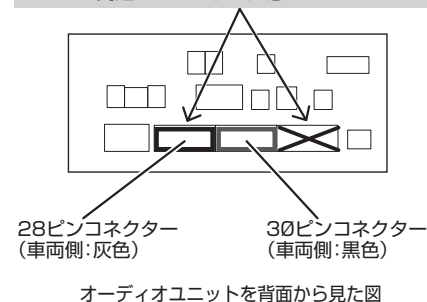 28ピンコネクター
（車両側：灰色）
30ピンコネクター
（車両側：黒色）
オーディオユニットを背面から見た図